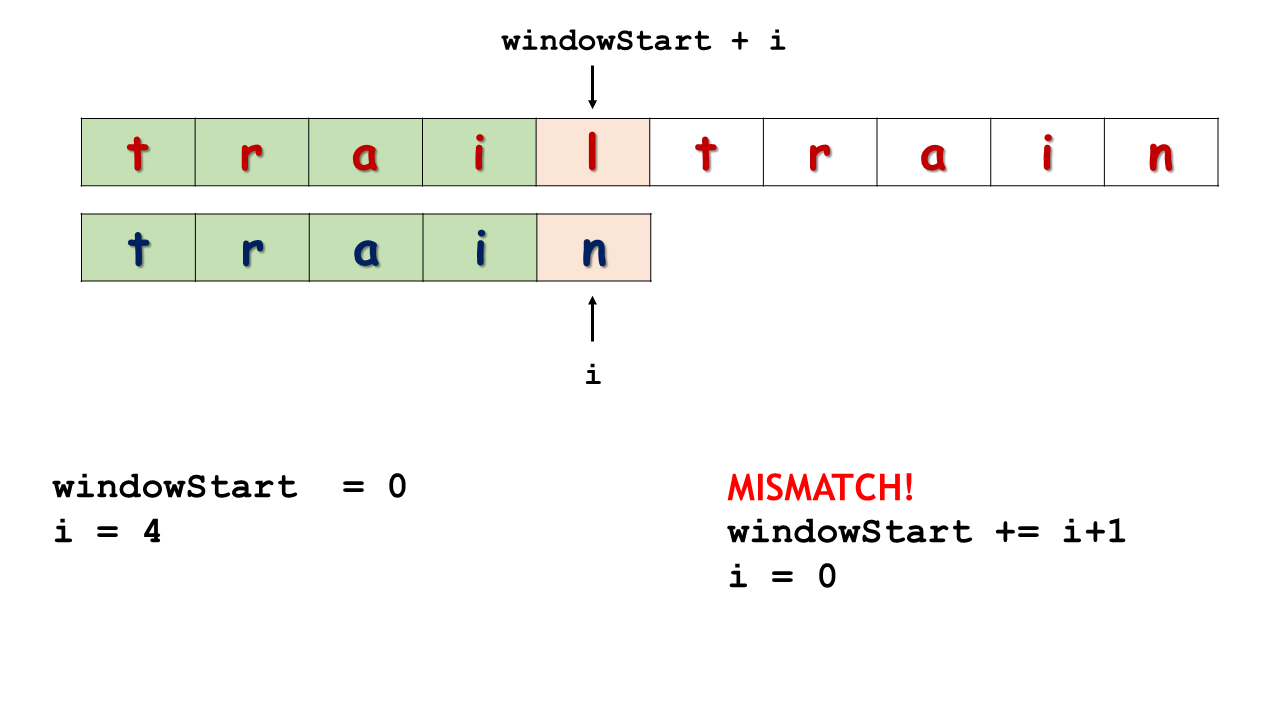 windowStart + i
t r a i l t r a i n
t r a i n
i
windowStart = 0
i = 4
MISMATCH!
windowStart += i+1
i = 0